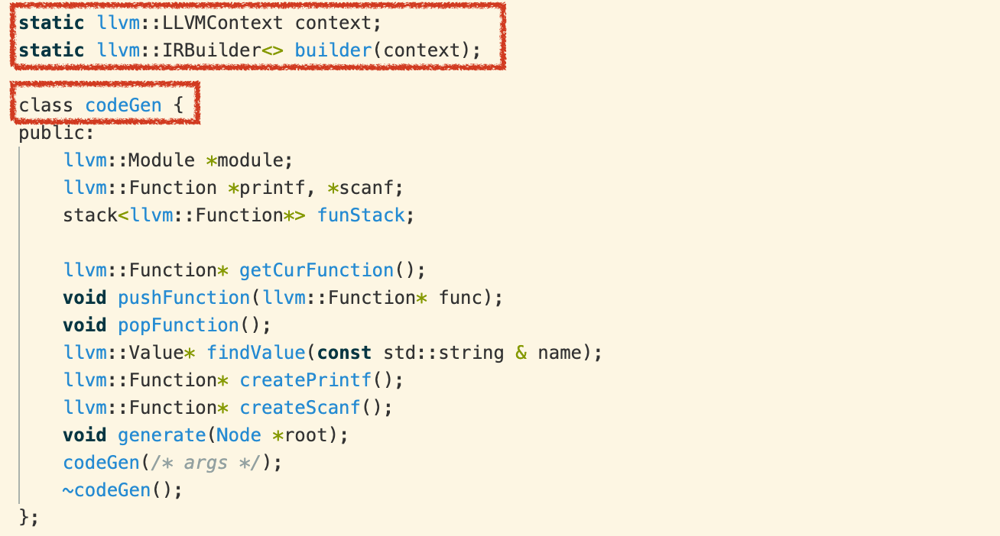 static llvm::LLVMContext context;
static llvm::IRBuilder<> builder(context);
class codeGen {
public:
    llvm::Module *module;
    llvm::Function *printf, *scanf;
    stack<llvm::Function*> funStack;
    llvm::Function* getCurFunction();
    void pushFunction(llvm::Function* func);
    void popFunction();
    llvm::Value* findValue(const std::string & name);
    llvm::Function* createPrintf();
    llvm::Function* createScanf();
    void generate(Node *root);
    codeGen(/* args */);
    ~codeGen();
};